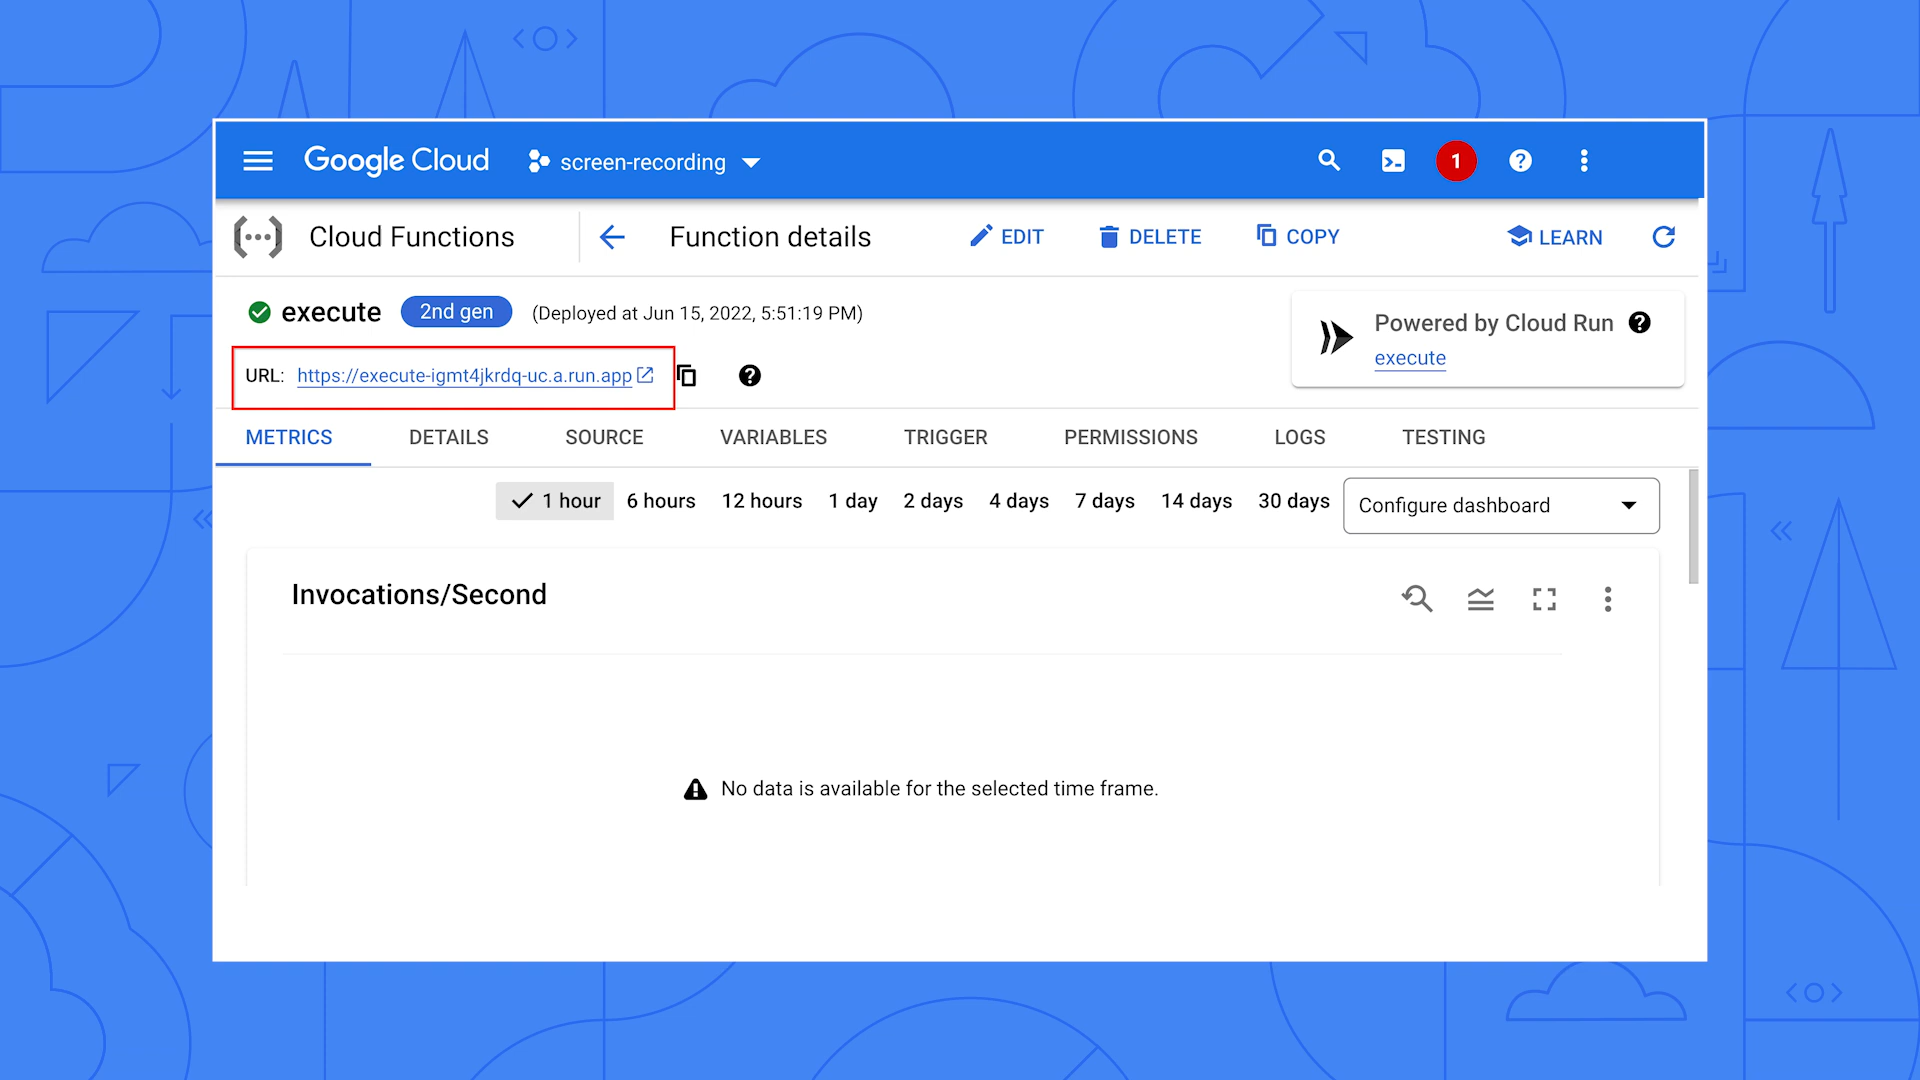 Google Cloud screen-recording 1
Cloud Functions Function details EDIT DELETE COPY LEARN
execute 2nd gen (Deployed at Jun 15, 2022, 5:51:19 PM)
Powered by Cloud Run
execute
URL: https://execute-igmt4jkrdq-uc.a.run.app
METRICS DETAILS SOURCE VARIABLES TRIGGER PERMISSIONS LOGS TESTING
1 hour 6 hours 12 hours 1 day 2 days 4 days 7 days 14 days 30 days Configure dashboard
Invocations/Second
No data is available for the selected time frame.